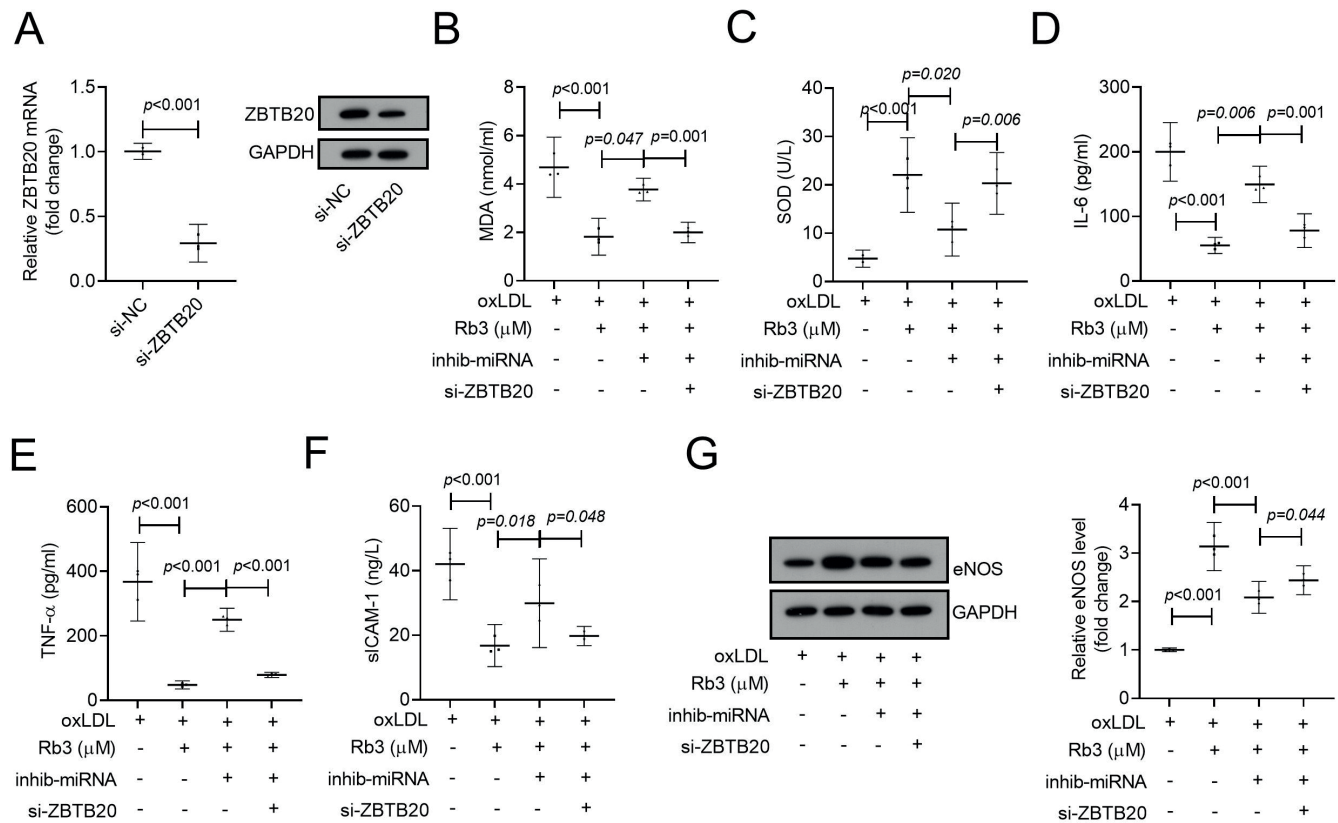 A
Relative ZBTB20 mRNA
(fold change)
1.5
1.0
0.5
0.0
p<0.001
si-NC
si-ZBTB20
ZBTB20
GAPDH
si-NC
si-ZBTB20
B
MDA (nmol/ml)
8
6
4
2
0
p<0.001
p=0.047
p=0.001
oxLDL + + + +
Rb3 (μM) - + + +
inhib-miRNA - - + +
si-ZBTB20 - - - +
C
SOD (U/L)
40
30
20
10
0
p<0.001
p=0.020
p=0.006
oxLDL + + + +
Rb3 (μM) - + + +
inhib-miRNA - - + +
si-ZBTB20 - - - +
D
IL-6 (pg/ml)
300
200
100
0
p<0.001
p=0.006
p=0.001
oxLDL + + + +
Rb3 (μM) - + + +
inhib-miRNA - - + +
si-ZBTB20 - - - +
E
TNF-α (pg/ml)
600
400
200
0
p<0.001
p<0.001
p<0.001
oxLDL + + + +
Rb3 (μM) - + + +
inhib-miRNA - - + +
si-ZBTB20 - - - +
F
sICAM-1 (ng/L)
60
40
20
0
p<0.001
p=0.018
p=0.048
oxLDL + + + +
Rb3 (μM) - + + +
inhib-miRNA - - + +
si-ZBTB20 - - - +
G
eNOS
GAPDH
oxLDL + + + +
Rb3 (μM) - + + +
inhib-miRNA - - + +
si-ZBTB20 - - - +
Relative eNOS level
(fold change)
4
3
2
1
0
p<0.001
p<0.001
p=0.044
oxLDL + + + +
Rb3 (μM) - + + +
inhib-miRNA - - + +
si-ZBTB20 - - - +